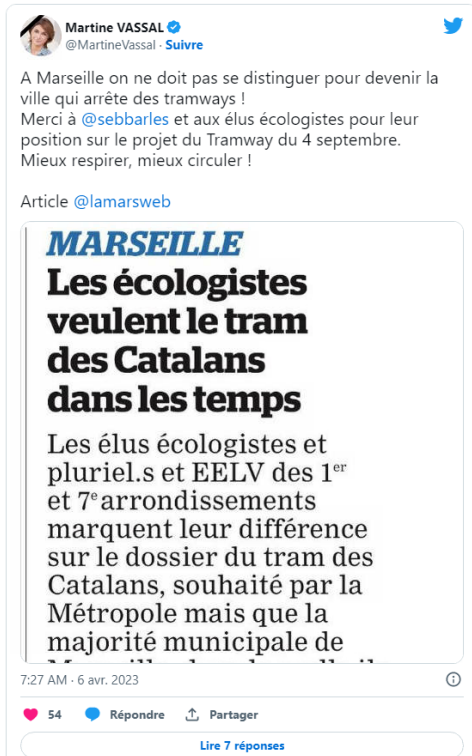 Martine VASSAL
@MartineVassal · Suivre
A Marseille on ne doit pas se distinguer pour devenir la
ville qui arrête des tramways !
Merci à @sebbarles et aux élus écologistes pour leur
position sur le projet du Tramway du 4 septembre.
Mieux respirer, mieux circuler !
Article @lamarsweb
MARSEILLE
Les écologistes
veulent le tram
des Catalans
dans les temps
Les élus écologistes et
pluriel.s et EELV des 1er
et 7e arrondissements
marquent leur différence
sur le dossier du tram des
Catalans, souhaité par la
Métropole mais que la
majorité municipale de
7:27 AM · 6 avr. 2023
54 Répondre Partager
Lire 7 réponses